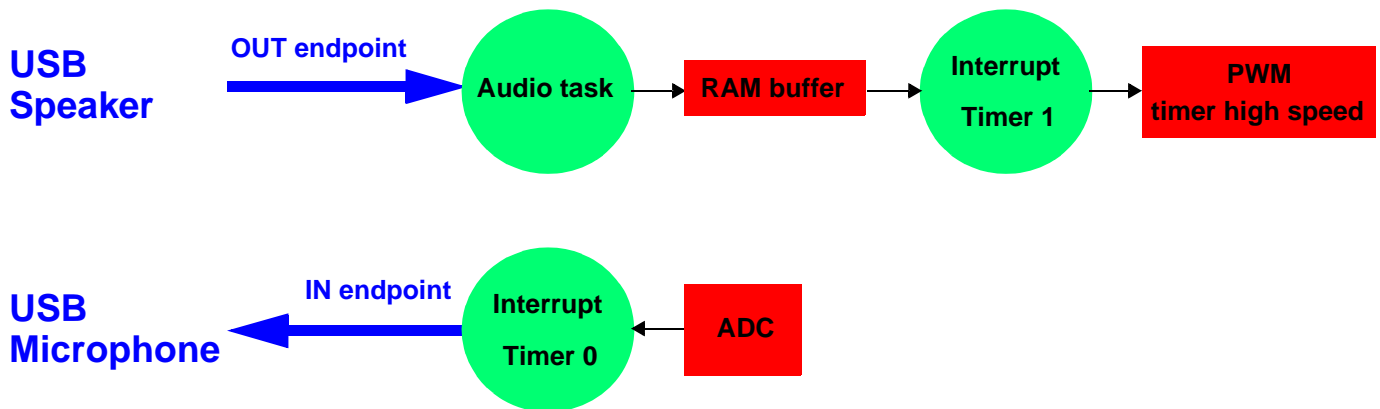 USB
Speaker
OUT endpoint
Audio task
RAM buffer
Interrupt
Timer 1
PWM
timer high speed
USB
Microphone
IN endpoint
Interrupt
Timer 0
ADC